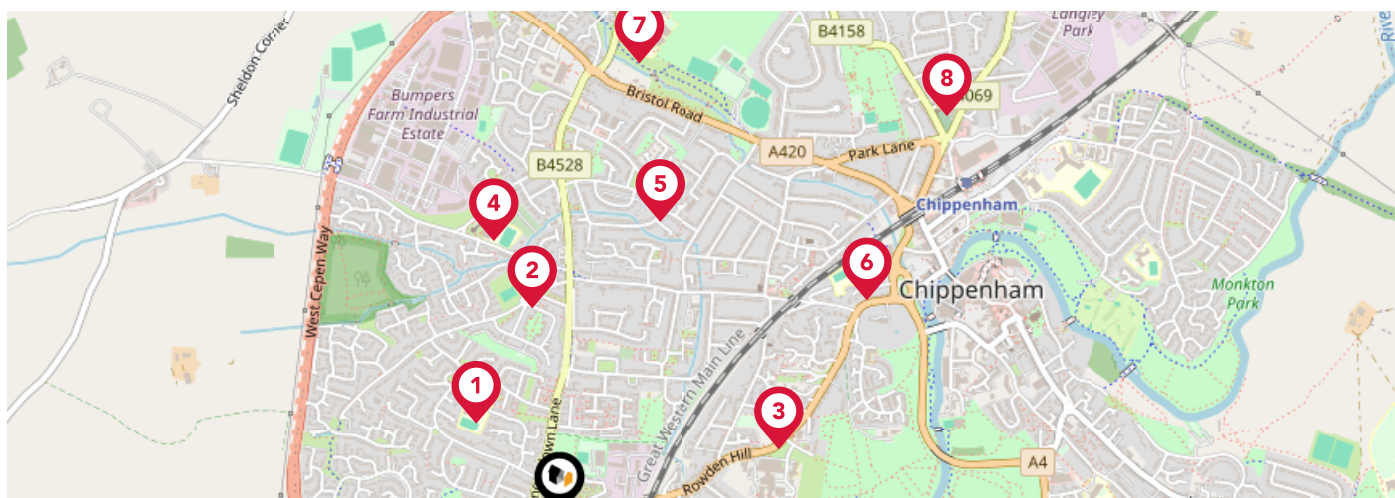 7
Langley
Park
B4158
Sheldon Corner
8
4069
Bumpers
Farm Industrial
Estate
Bristol Road
A420
Park Lane
B4528
5
4
Chippenham
West Cepen Way
2
6
Chippenham
Monkton
Park
Great Western Main Line
1
3
Rowden Hill
A4